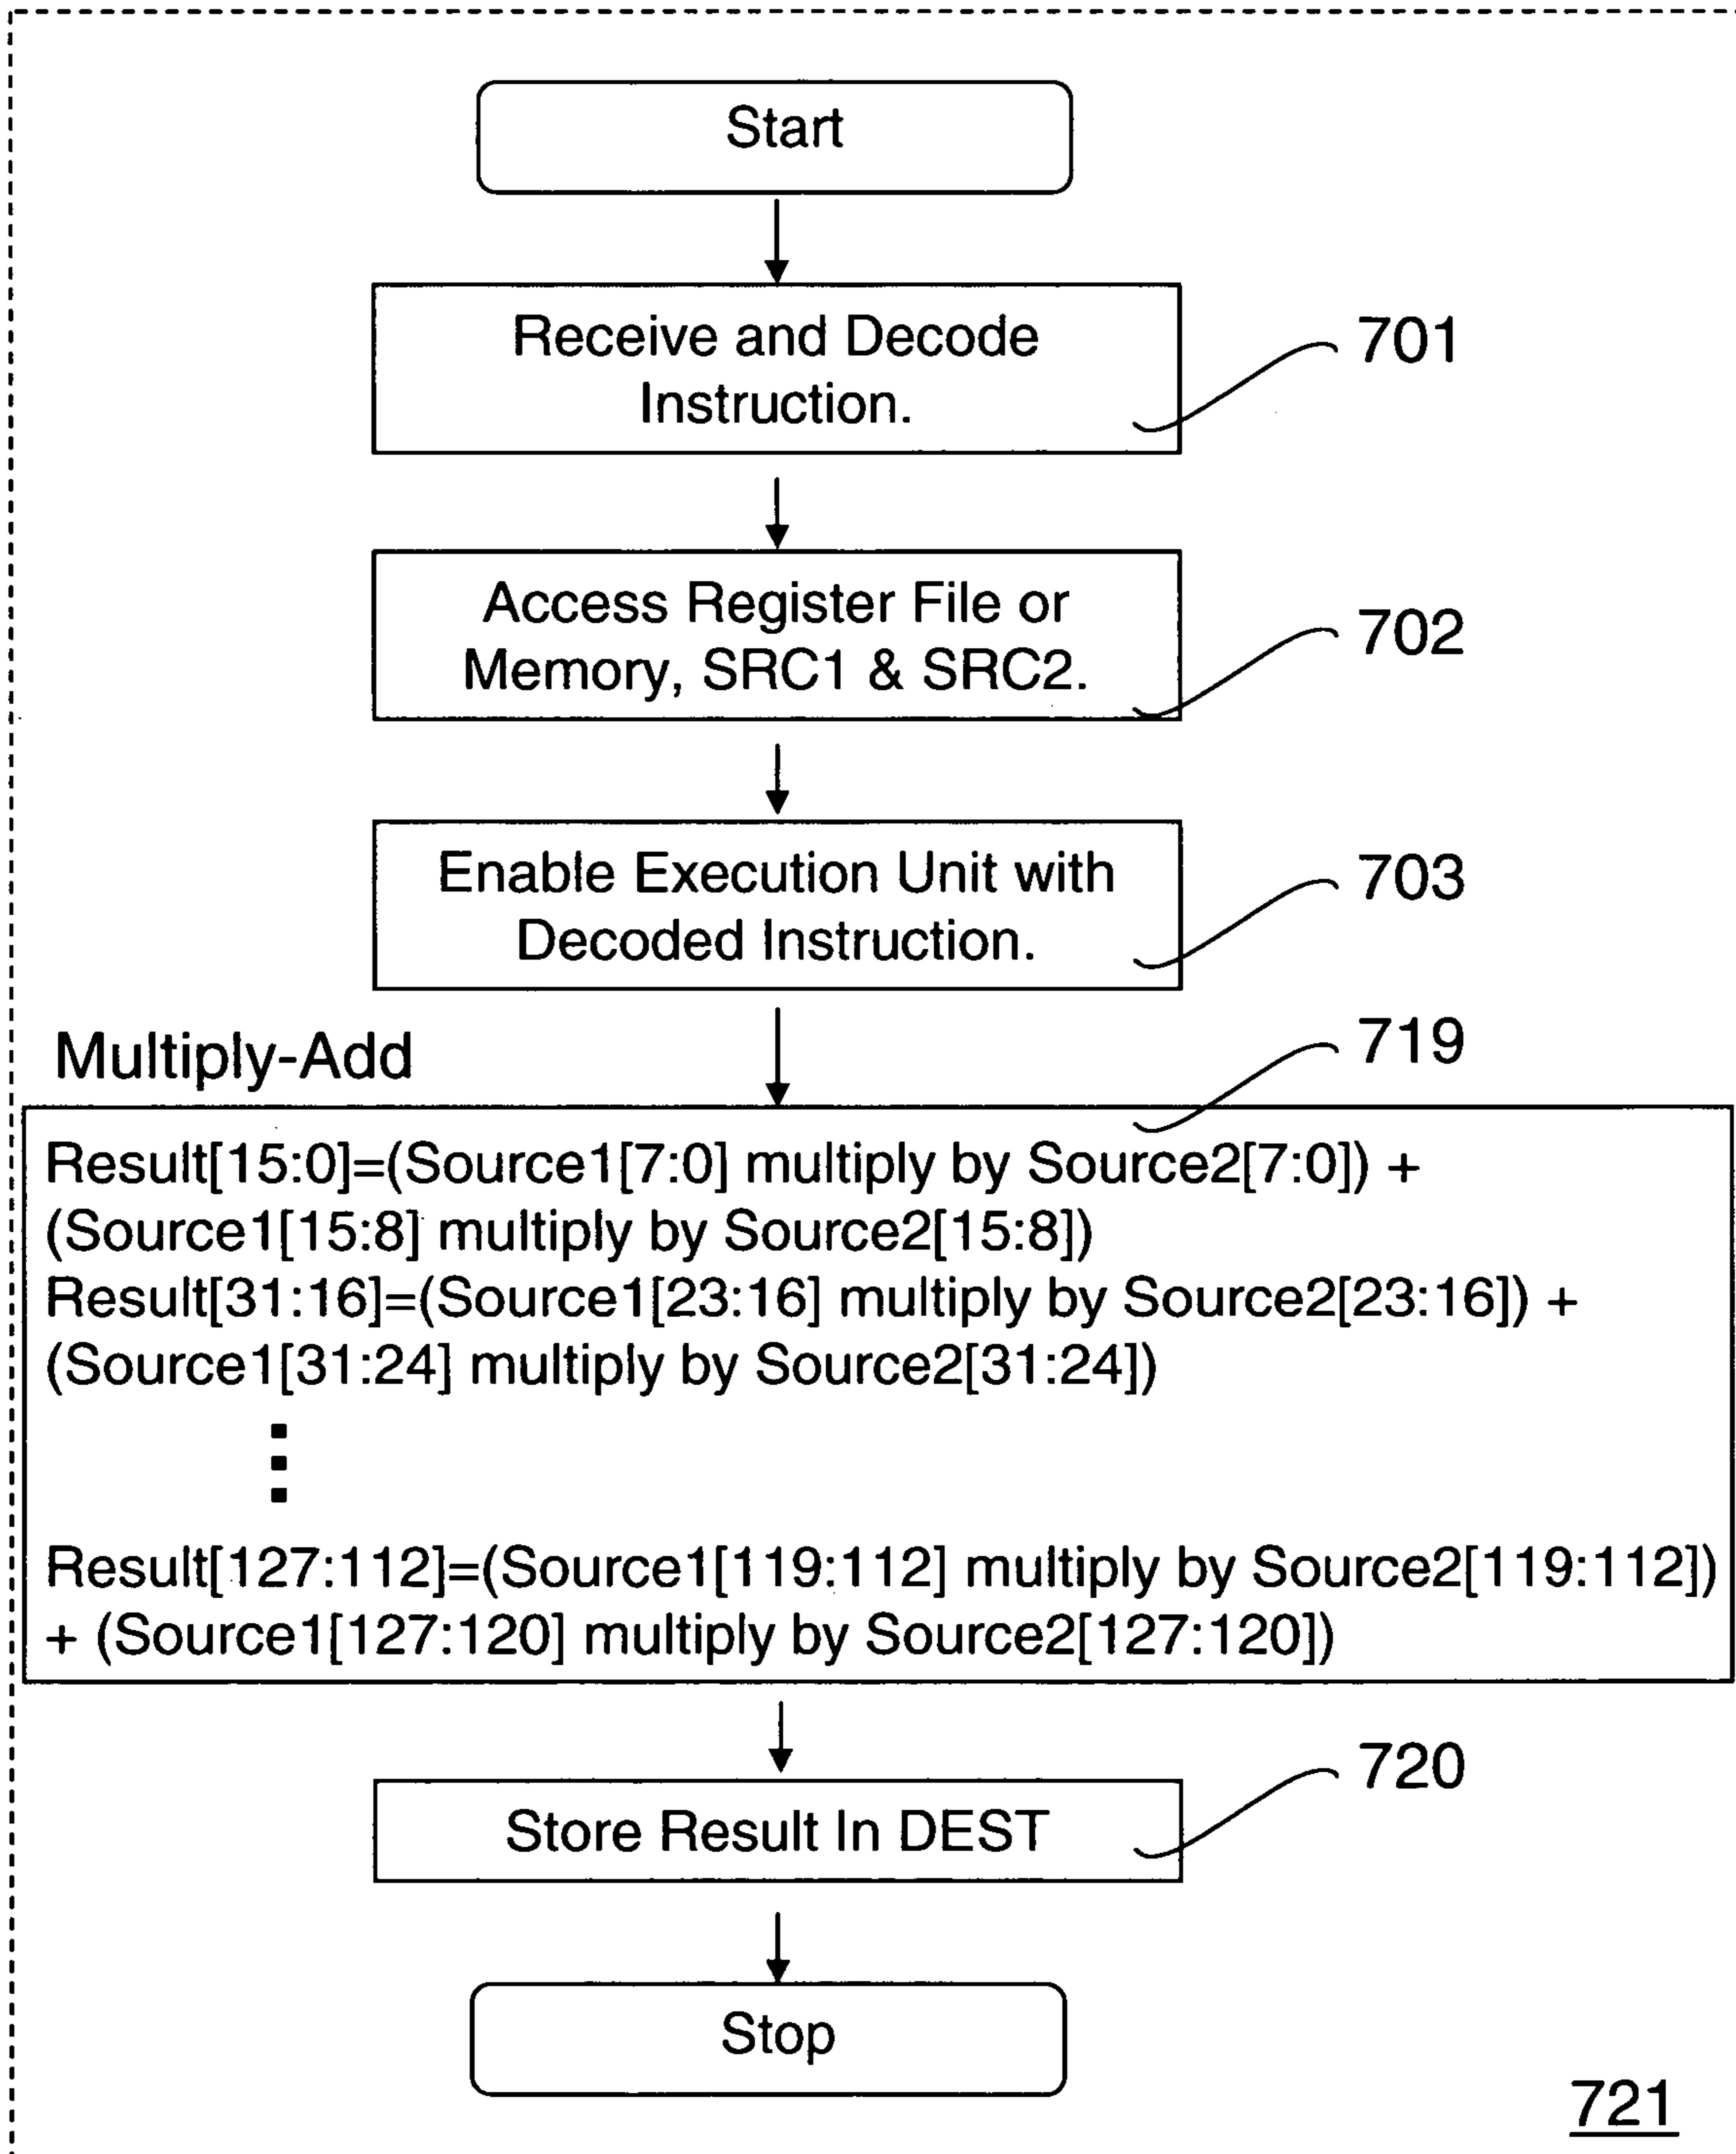 Start
Receive and Decode
Instruction.
701
Access Register File or
Memory, SRC1 & SRC2.
702
Enable Execution Unit with
Decoded Instruction.
703
Multiply-Add
719
Result[15:0]=(Source1[7:0] multiply by Source2[7:0]) +
(Source1[15:8] multiply by Source2[15:8])
Result[31:16]=(Source1[23:16] multiply by Source2[23:16]) +
(Source1[31:24] multiply by Source2[31:24])
Result[127:112]=(Source1[119:112] multiply by Source2[119:112])
+ (Source1[127:120] multiply by Source2[127:120])
Store Result In DEST
720
Stop
721